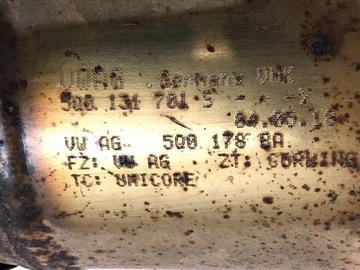 Germany VWK
5Q0 131 701 S
VW AG 5Q0 178 BA
FZ: VW AG ZT: CORNING
TC: UMICORE